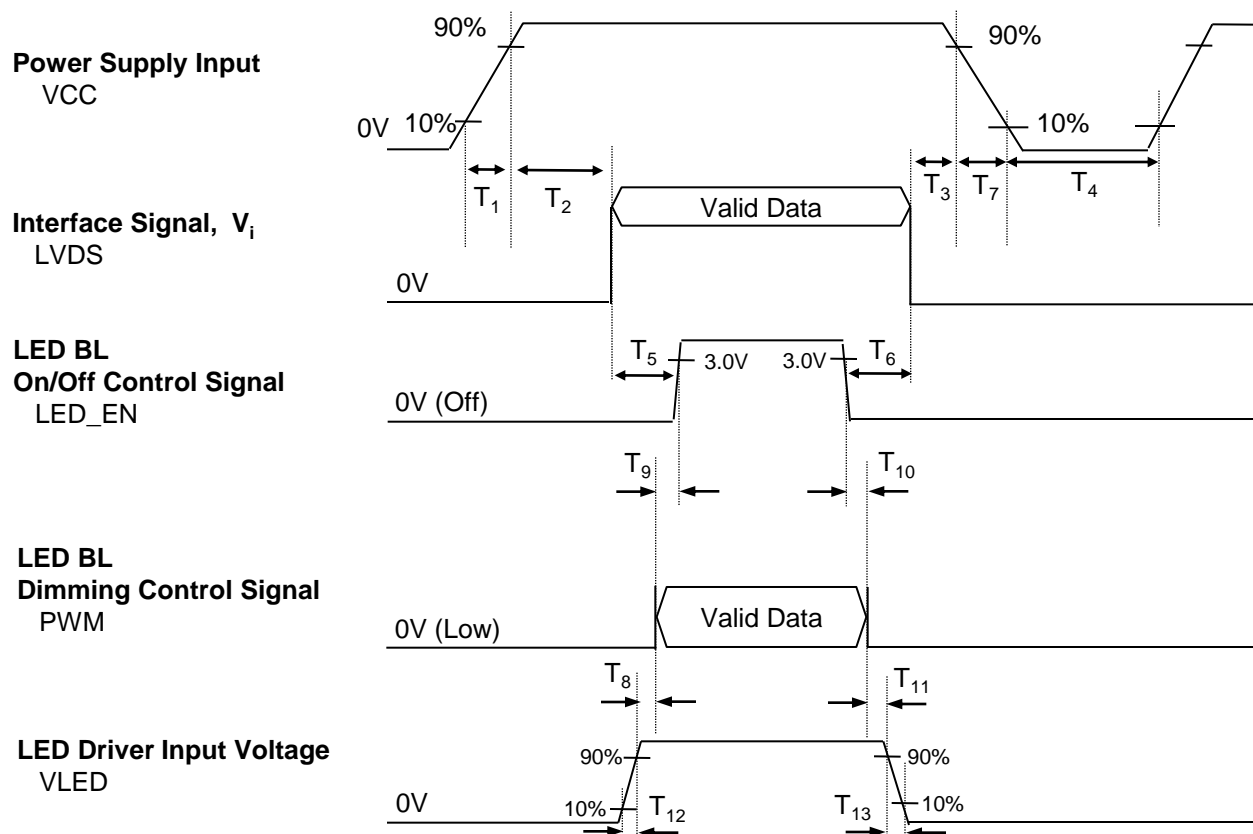 90%
90%
Power Supply Input
VCC
0V
10%
10%
T1
T2
T3
T7
T4
Valid Data
Interface Signal, Vi
LVDS
0V
LED BL
On/Off Control Signal
LED_EN
T5
3.0V
3.0V
T6
0V (Off)
T9
T10
LED BL
Dimming Control Signal
PWM
Valid Data
0V (Low)
T8
T11
LED Driver Input Voltage
VLED
90%
90%
0V
10%
T12
T13
10%